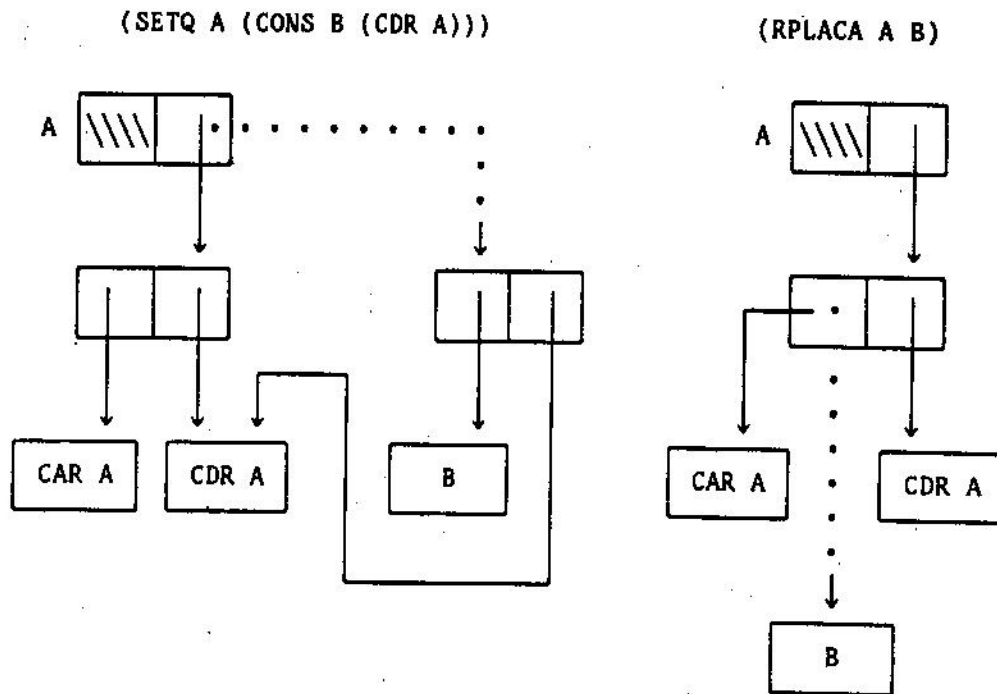 (SETQ A (CONS B (CDR A)))
(RPLACA A B)
A
A
CAR A
CDR A
B
CAR A
CDR A
B